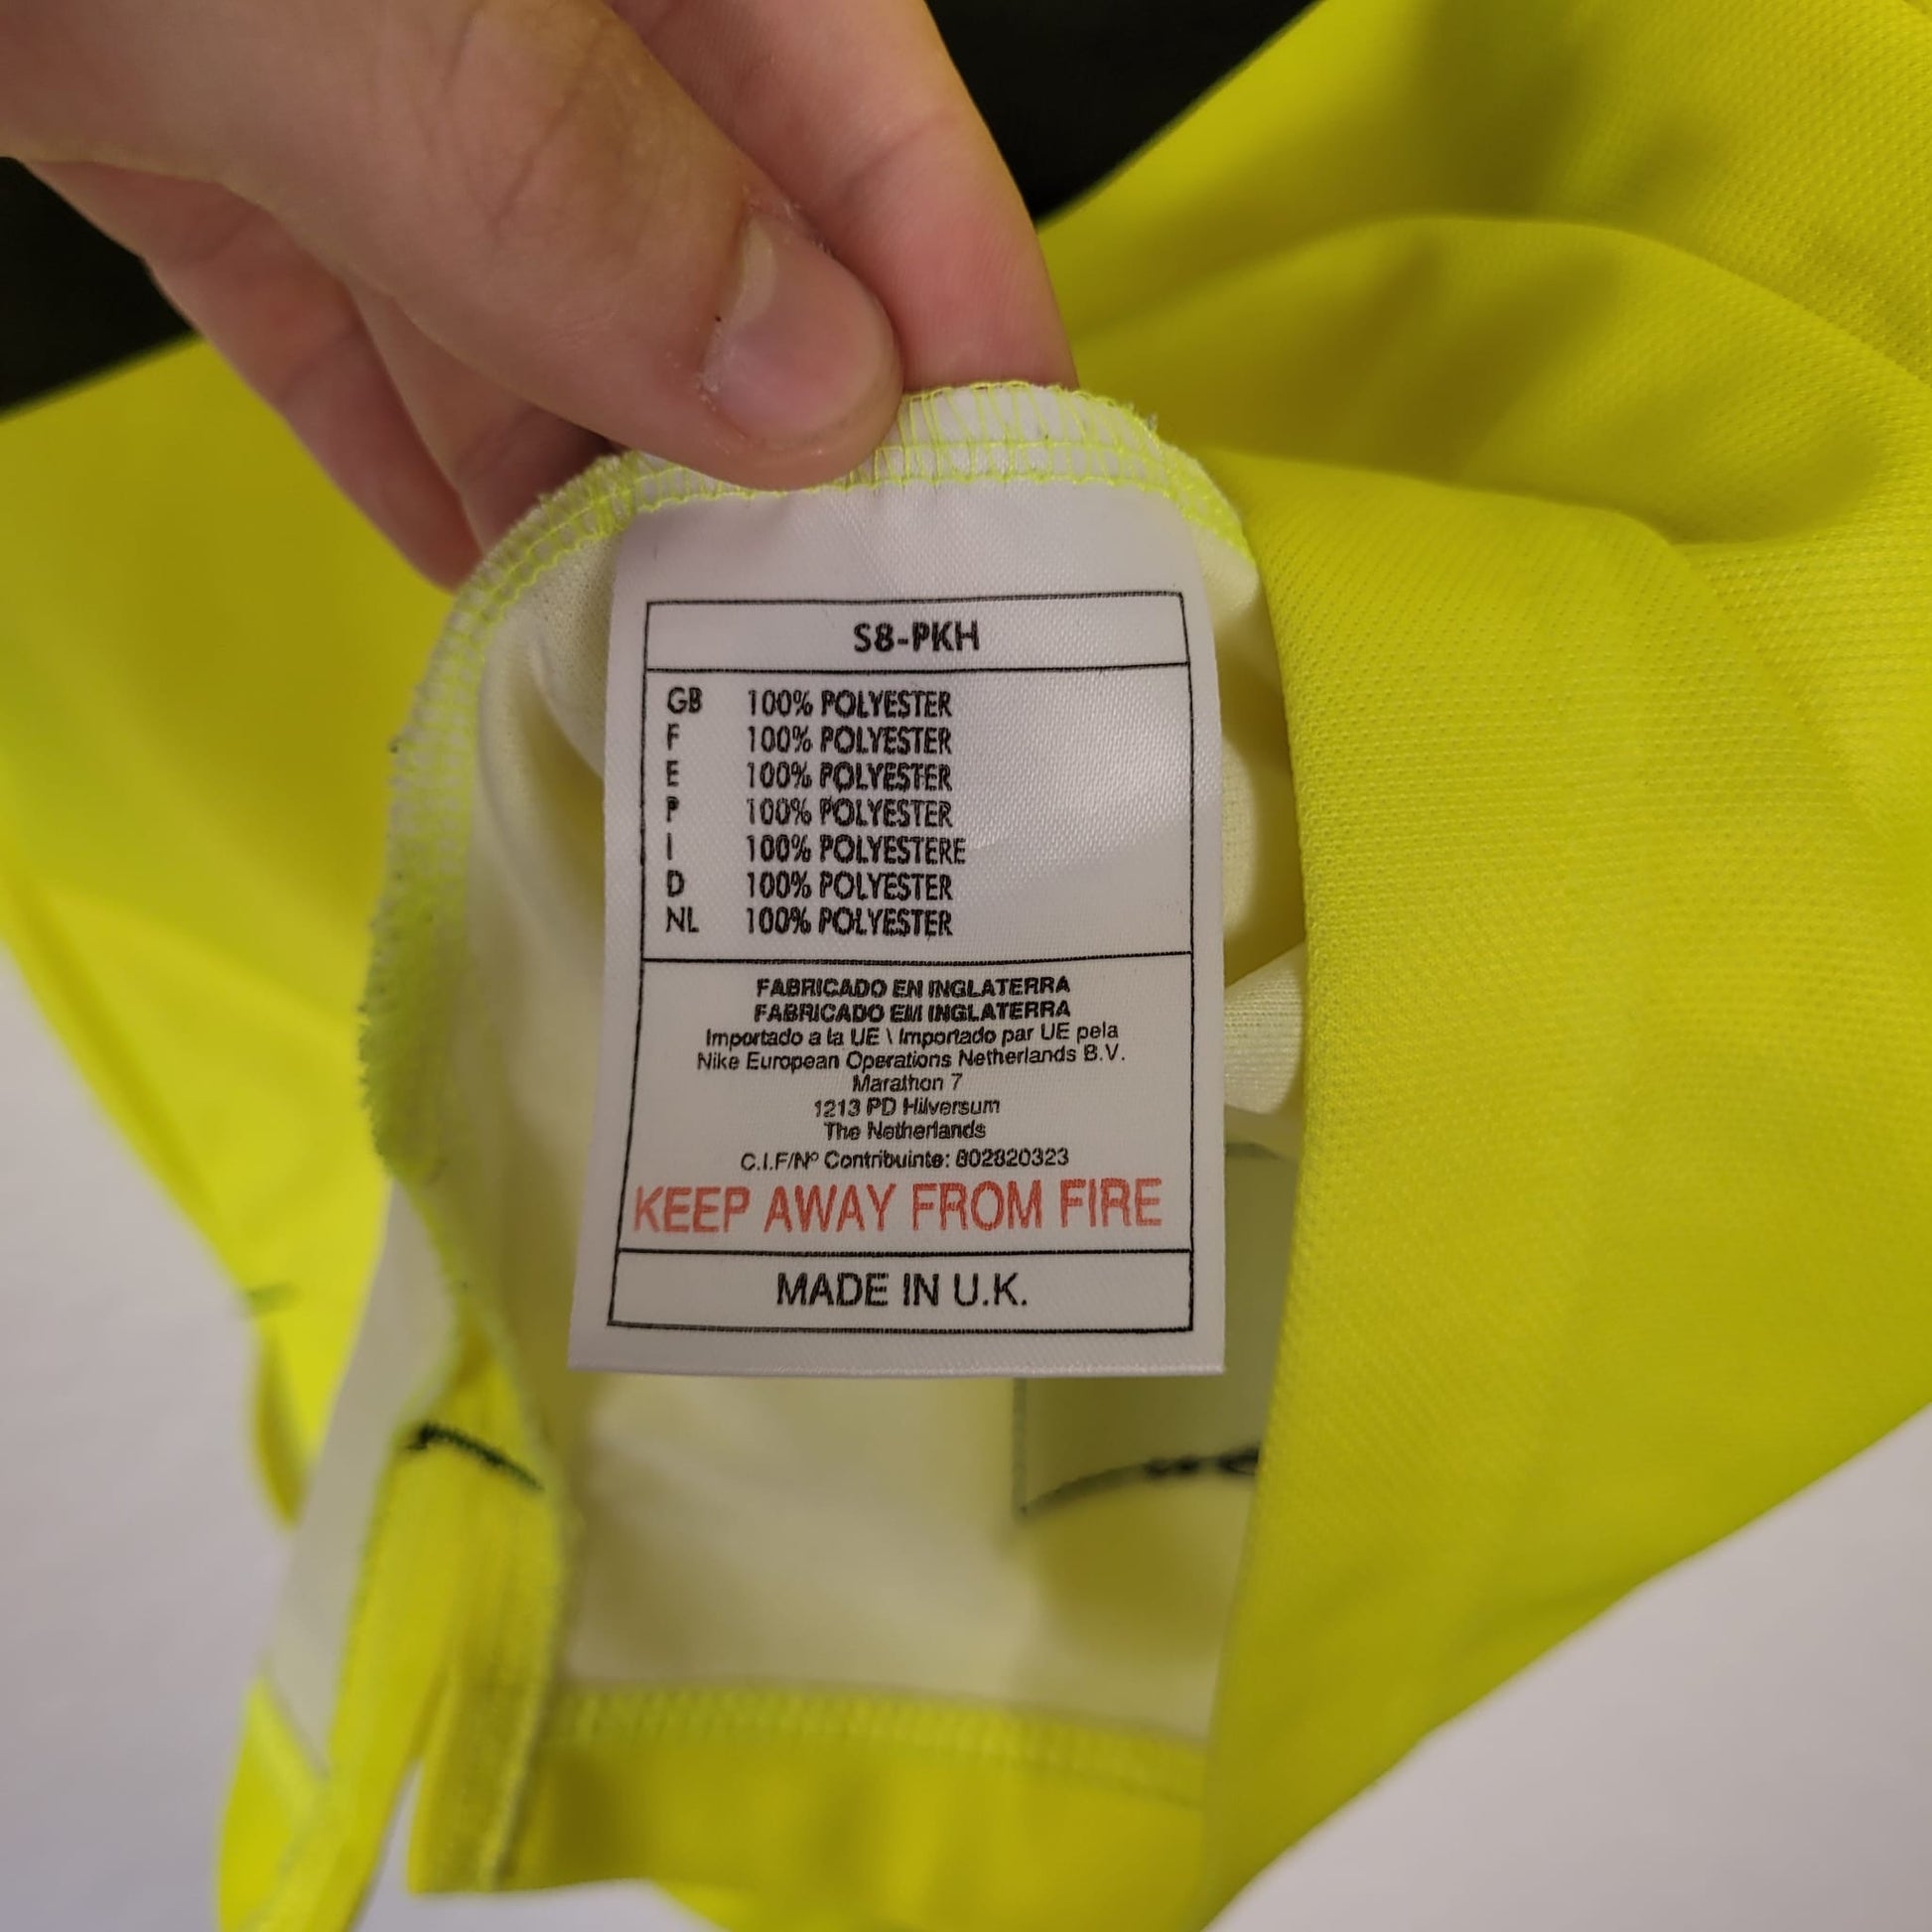 S8-PKH
GB 100% POLYESTER
F 100% POLYESTER
E 100% POLYESTER
P 100% POLYESTER
I 100% POLYESTERE
D 100% POLYESTER
NL 100% POLYESTER
FABRICADO EN INGLATERRA
FABRICADO EM INGLATERRA
Importado a la UE \ Importado par UE pela
Nike European Operations Netherlands B.V.
Marathon 7
1213 PD Hilversum
The Netherlands
C.I.F/Nº Contribuinte: 802820323
KEEP AWAY FROM FIRE
MADE IN U.K.